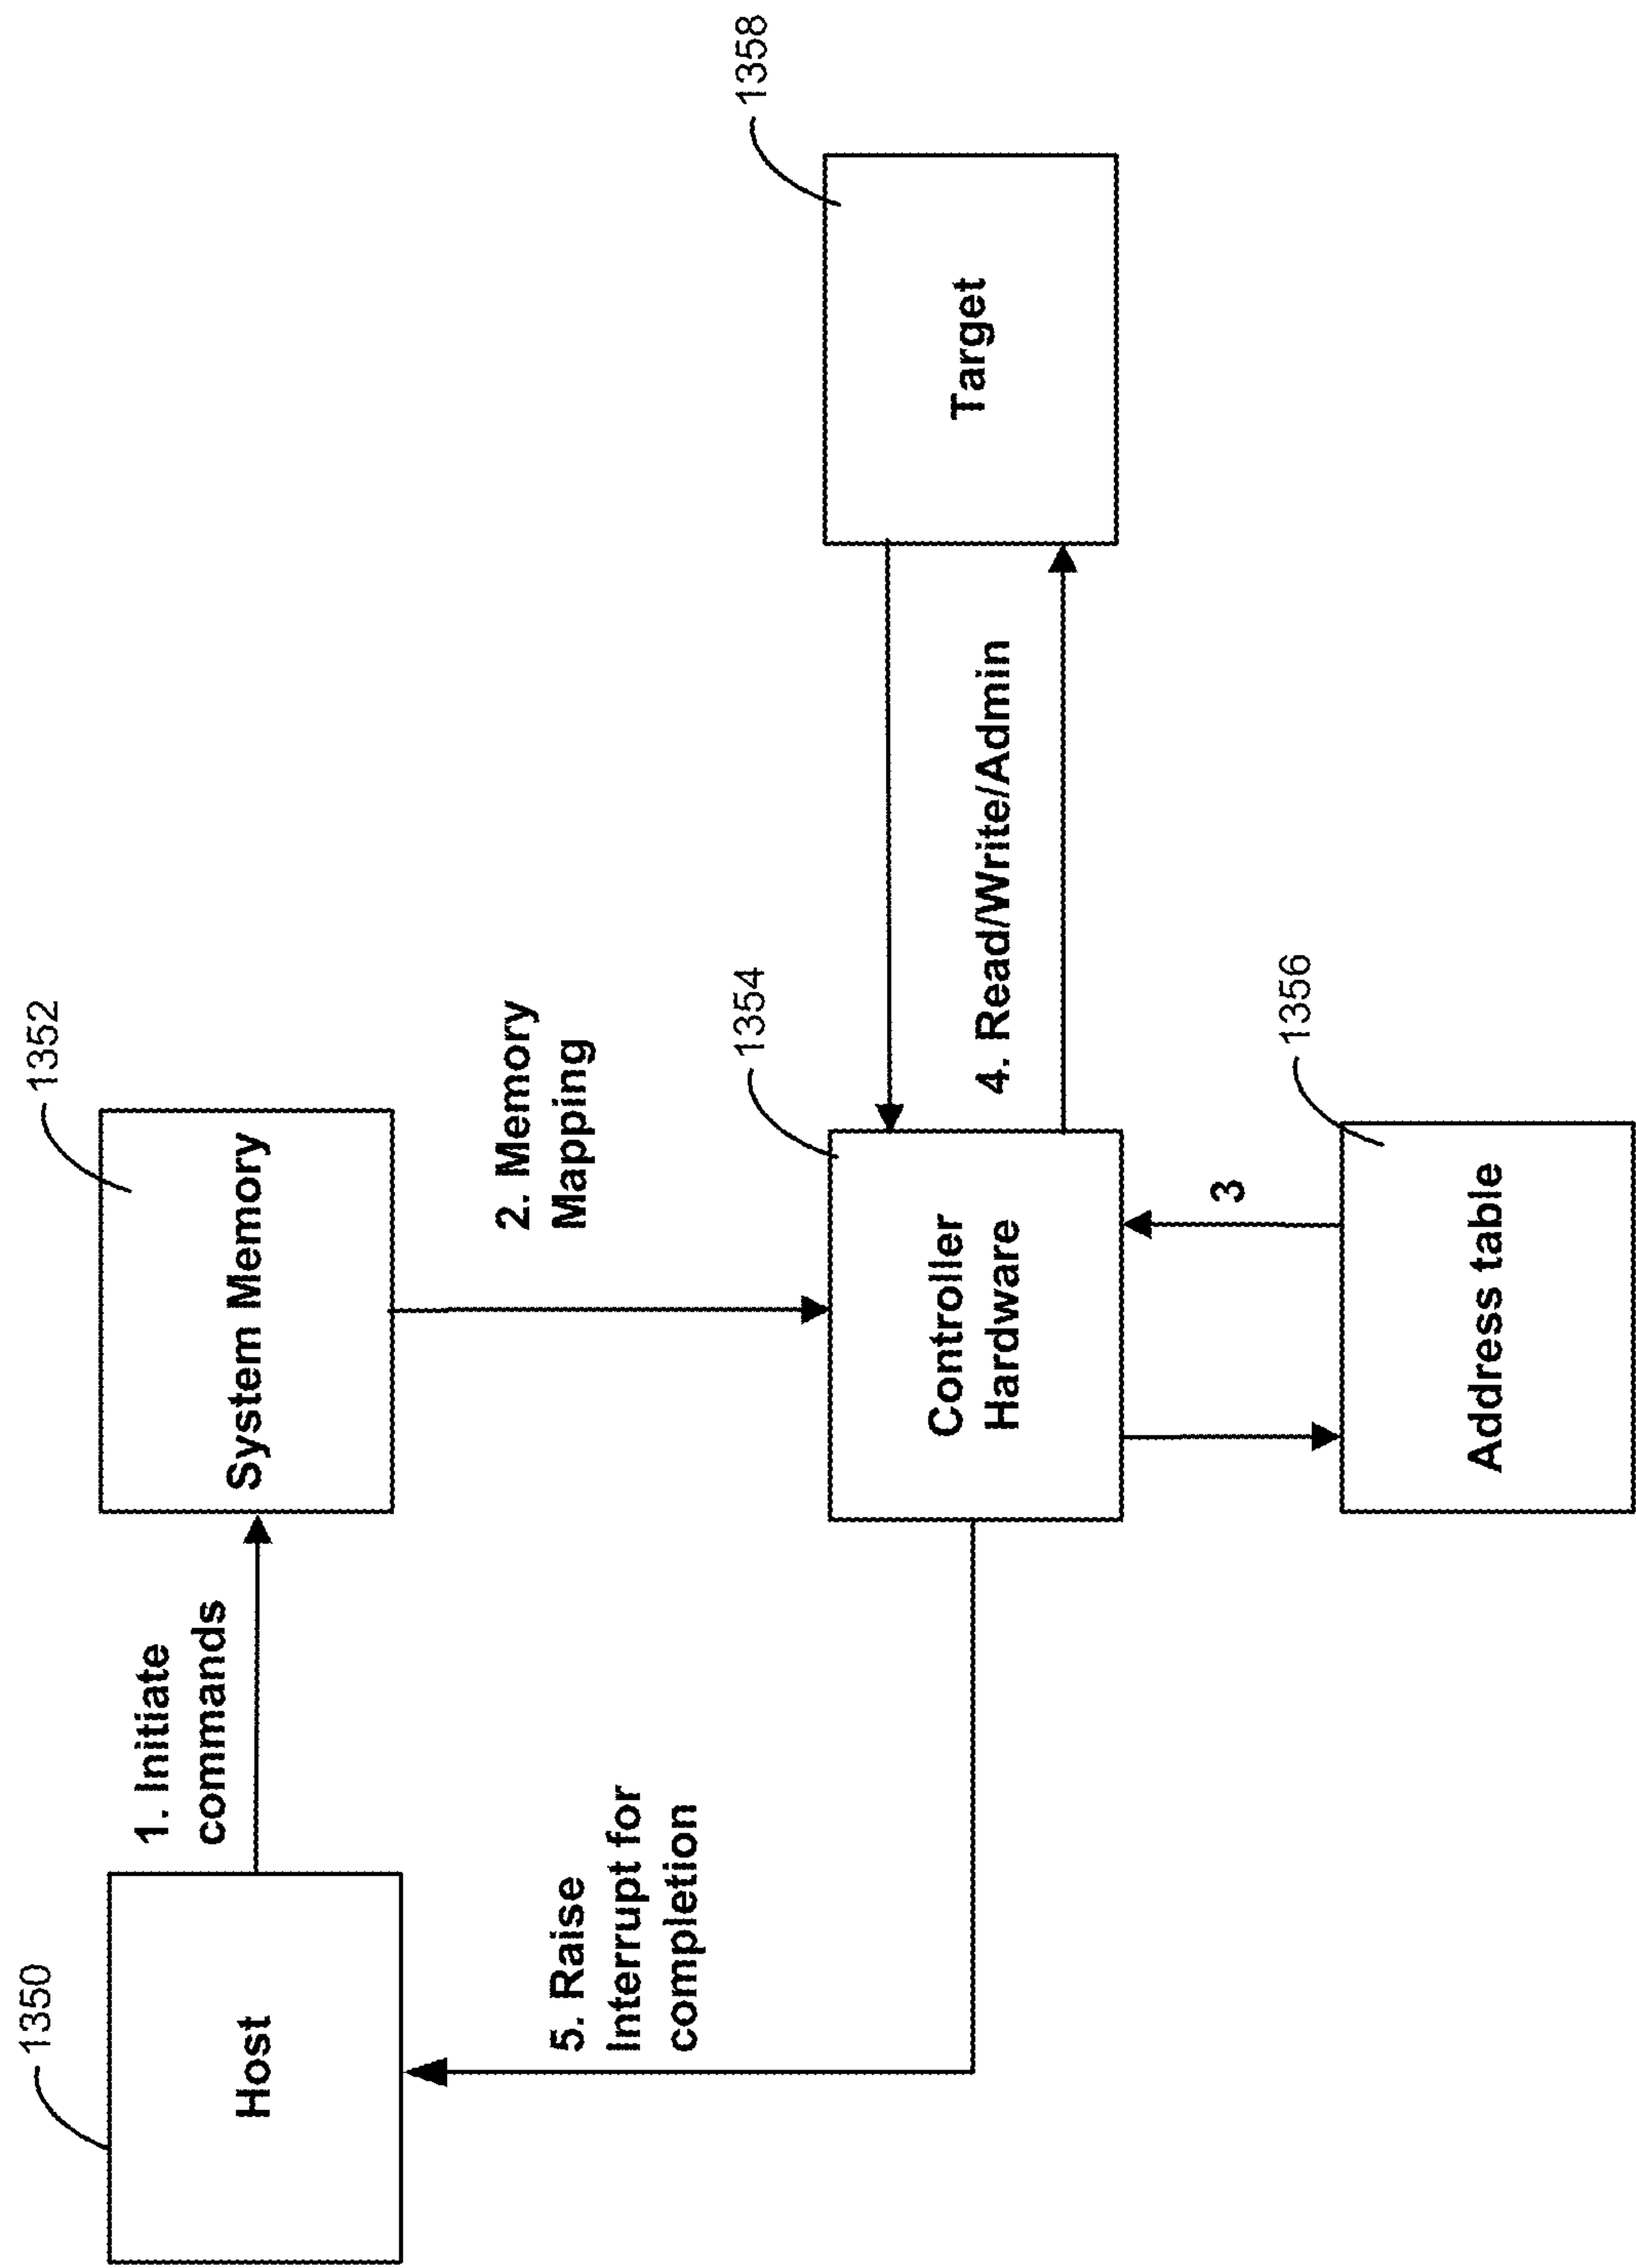 1350
Host
1. Initiate
commands
1352
System Memory
2. Memory
Mapping
5. Raise
Interrupt for
completion
1354
Controller
Hardware
4. Read/Write/Admin
1358
Target
3
1356
Address table